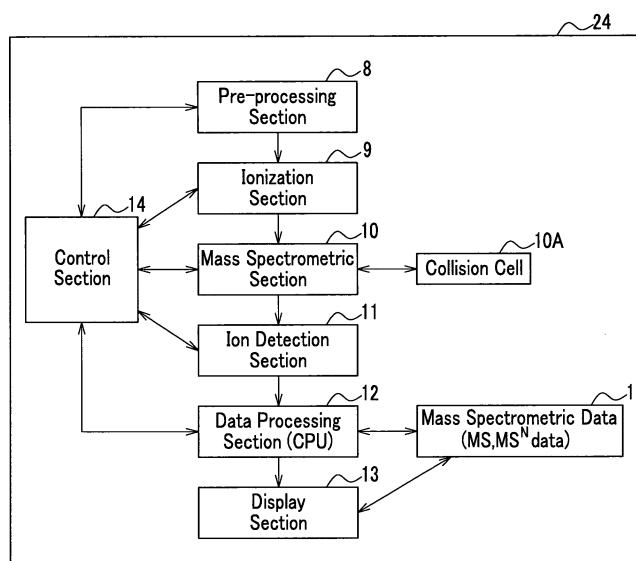 24
8
Pre-processing
Section
9
Ionization
Section
14
Control
Section
10
Mass Spectrometric
Section
10A
Collision Cell
11
Ion Detection
Section
12
Data Processing
Section (CPU)
1
Mass Spectrometric Data
(MS,MS^N data)
13
Display
Section